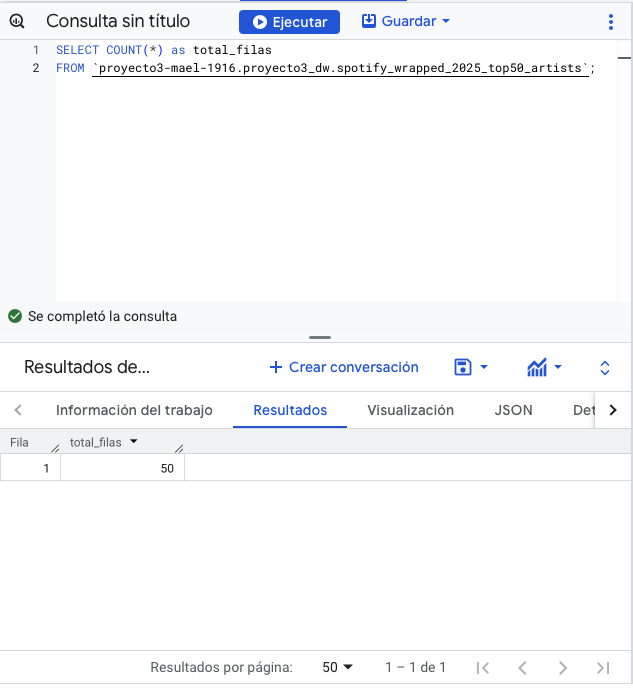 Consulta sin título
Ejecutar
Guardar
1 SELECT COUNT(*) as total_filas
2 FROM `proyecto3-mael-1916.proyecto3_dw.spotify_wrapped_2025_top50_artists`;
Se completó la consulta
Resultados de...
+ Crear conversación
Información del trabajo
Resultados
Visualización
JSON
Det
Fila total_filas
1 50
Resultados por página: 50 1 – 1 de 1